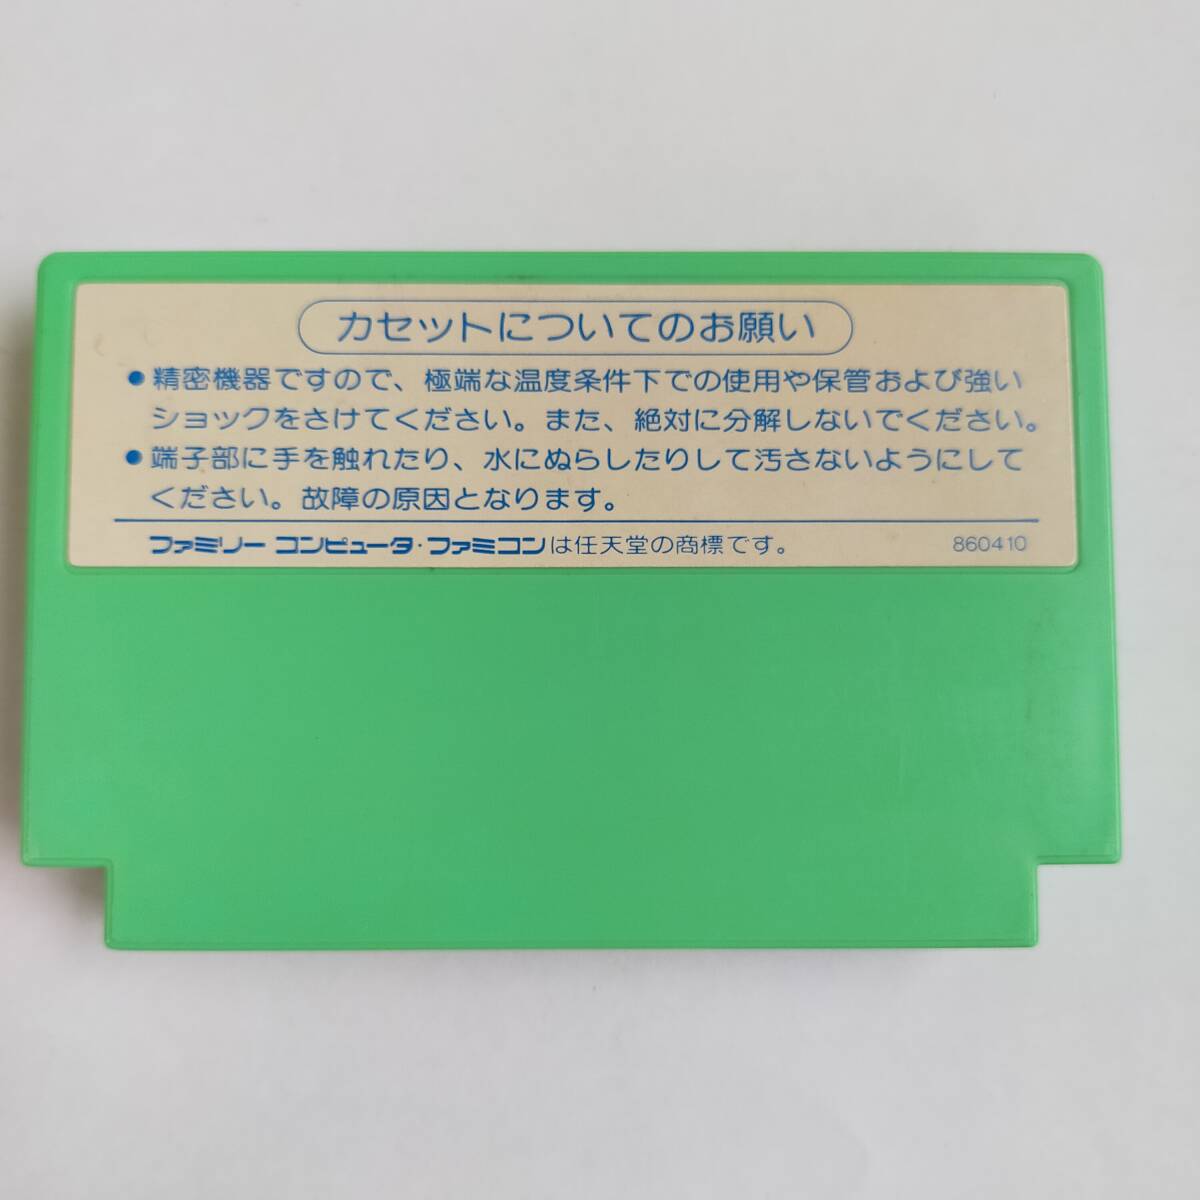 カセットについてのお願い
●精密機器ですので、極端な温度条件下での使用や保管および強い
ショックをさけてください。また、絶対に分解しないでください。
●端子部に手を触れたり、水にぬらしたりして汚さないようにして
ください。故障の原因となります。
ファミリー コンピュータ・ファミコンは任天堂の商標です。 860410